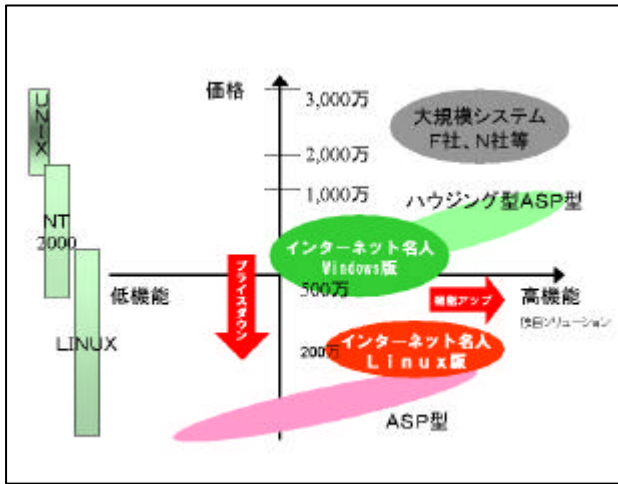 価格
3,000万
大規模システム
F社、N社等
UNIX
2,000万
1,000万
ハウジング型ASP型
NT
2000
インターネット名人
Windows版
プライスダウン
低機能
500万
機能アップ
高機能
LINUX
200万
インターネット名人
Linux版
ASP型